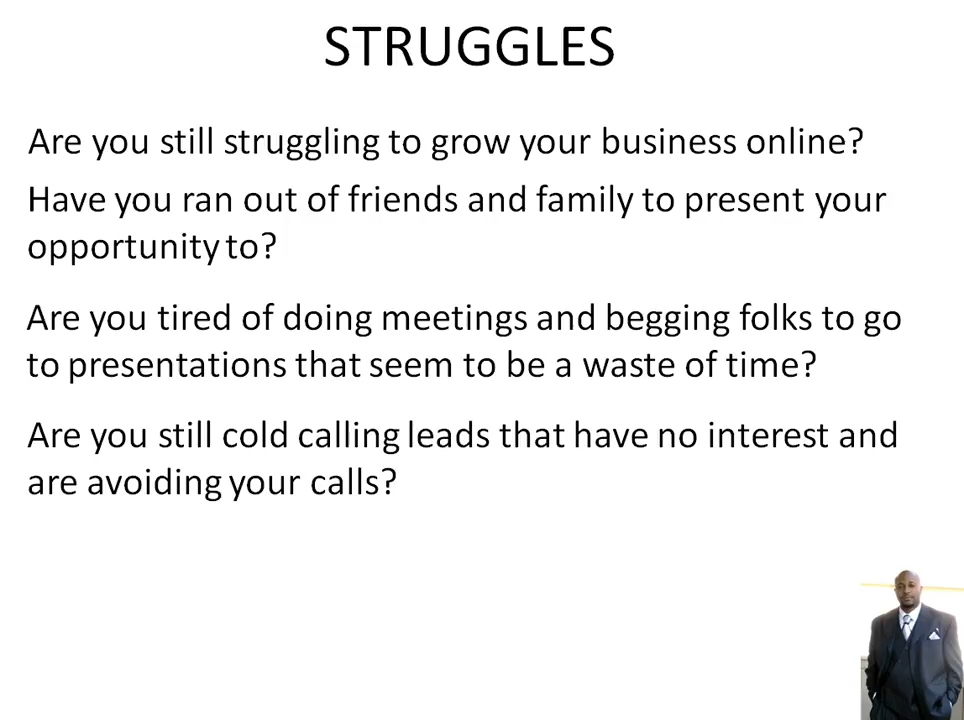 STRUGGLES
Are you still struggling to grow your business online?
Have you ran out of friends and family to present your
opportunity to?
Are you tired of doing meetings and begging folks to go
to presentations that seem to be a waste of time?
Are you still cold calling leads that have no interest and
are avoiding your calls?